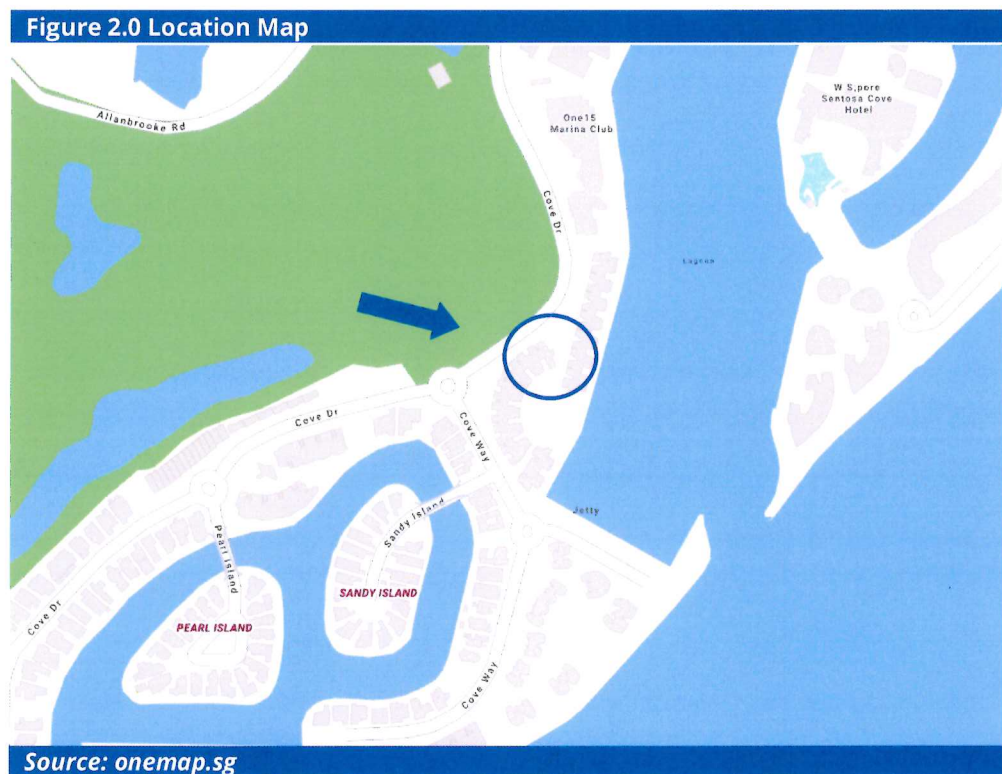 Figure 2.0 Location Map
Allanbrooke Rd
One15
Marina Club
W S,pore
Sentosa Cove
Hotel
Cove Dr
Lagoon
Cove Dr
Cove Way
Jetty
Sandy Island
Pearl Island
SANDY ISLAND
PEARL ISLAND
Cove Dr
Cove Way
Source: onemap.sg